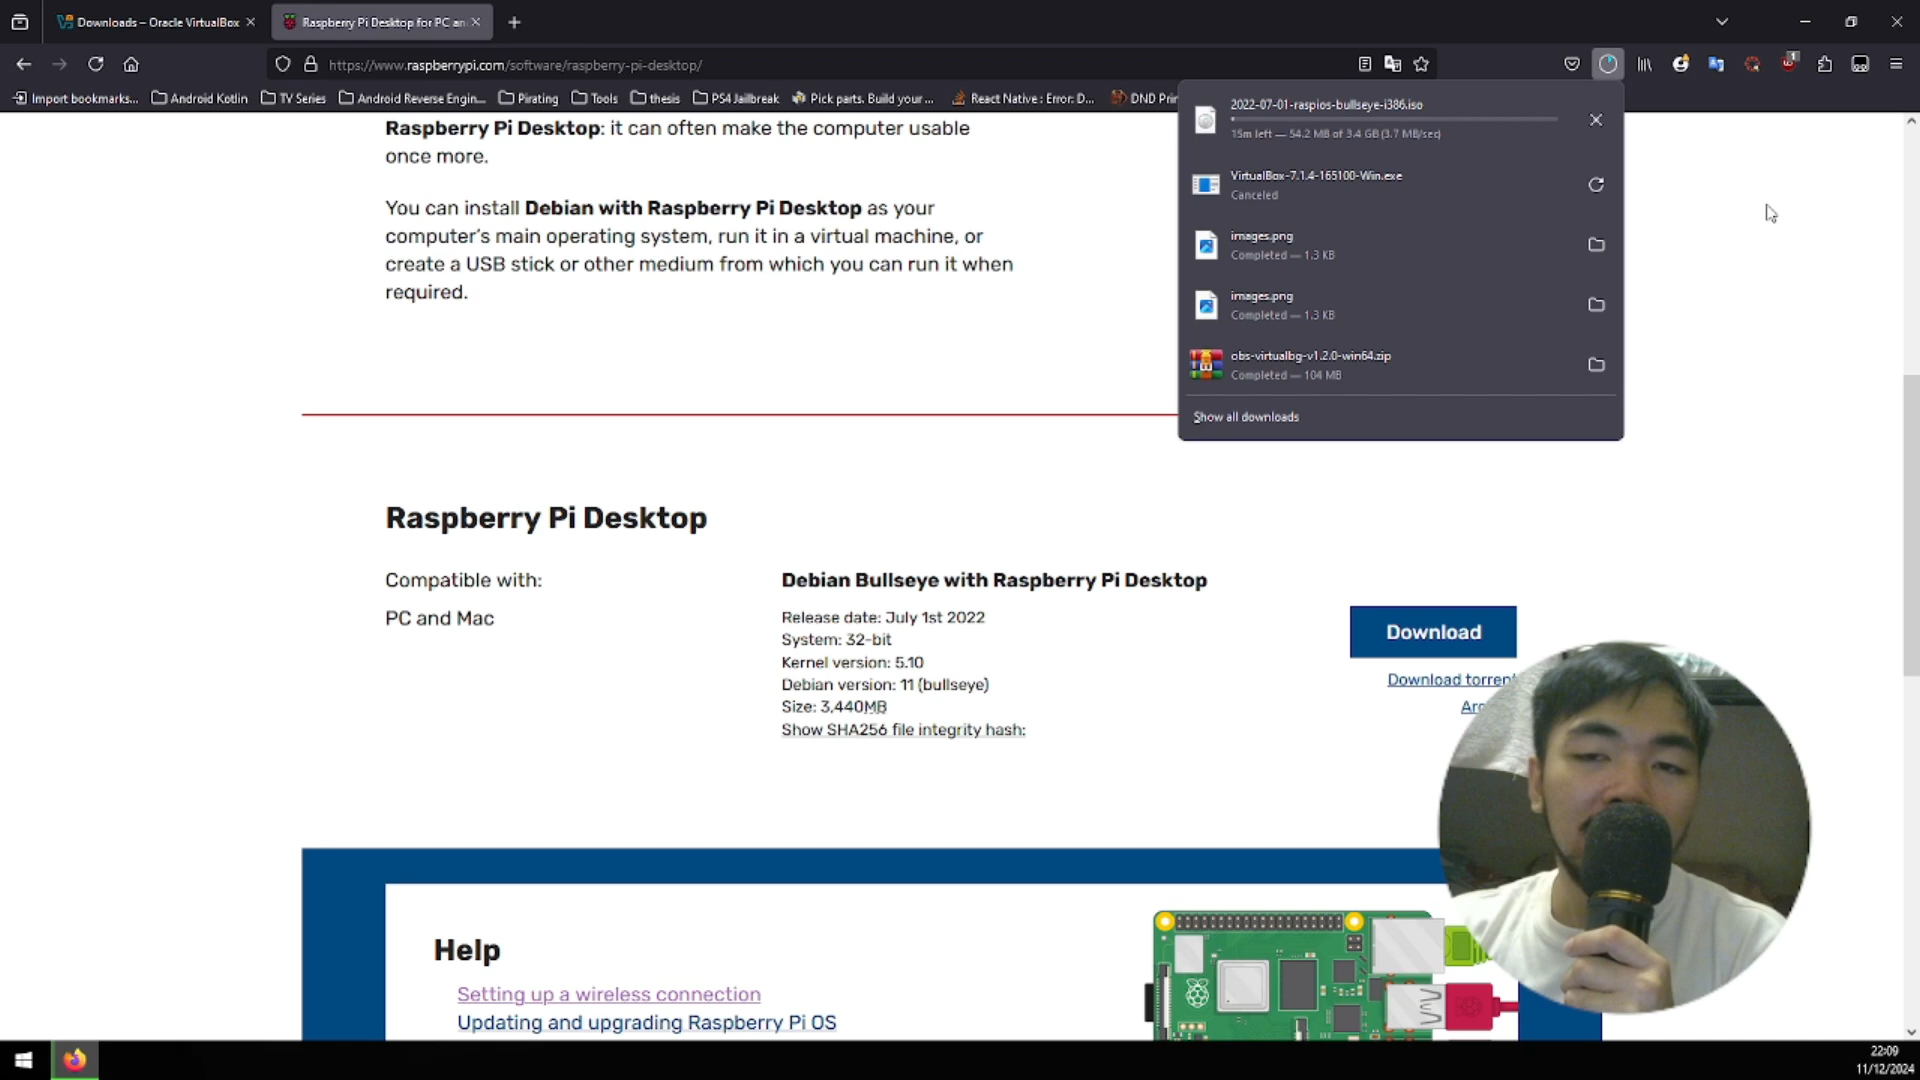 Downloads – Oracle VirtualBox
Raspberry Pi Desktop for PC an
https://www.raspberrypi.com/software/raspberry-pi-desktop/
1
Import bookmarks...
Android Kotlin
TV Series
Android Reverse Engin...
Pirating
Tools
thesis
PS4 Jailbreak
Pick parts. Build your ...
React Native : Error: D...
DND Prin
2022-07-01-raspios-bullseye-i386.iso
15m left — 54.2 MB of 3.4 GB (3.7 MB/sec)
VirtualBox-7.1.4-165100-Win.exe
Canceled
images.png
Completed — 1.3 KB
images.png
Completed — 1.3 KB
obs-virtualbg-v1.2.0-win64.zip
Completed — 104 MB
Show all downloads
Raspberry Pi Desktop: it can often make the computer usable
once more.
You can install Debian with Raspberry Pi Desktop as your
computer’s main operating system, run it in a virtual machine, or
create a USB stick or other medium from which you can run it when
required.
Raspberry Pi Desktop
Compatible with:
PC and Mac
Debian Bullseye with Raspberry Pi Desktop
Release date: July 1st 2022
System: 32-bit
Kernel version: 5.10
Debian version: 11 (bullseye)
Size: 3,440MB
Show SHA256 file integrity hash:
Download
Download torrent
Arc
Help
Setting up a wireless connection
Updating and upgrading Raspberry Pi OS
22:09
11/12/2024